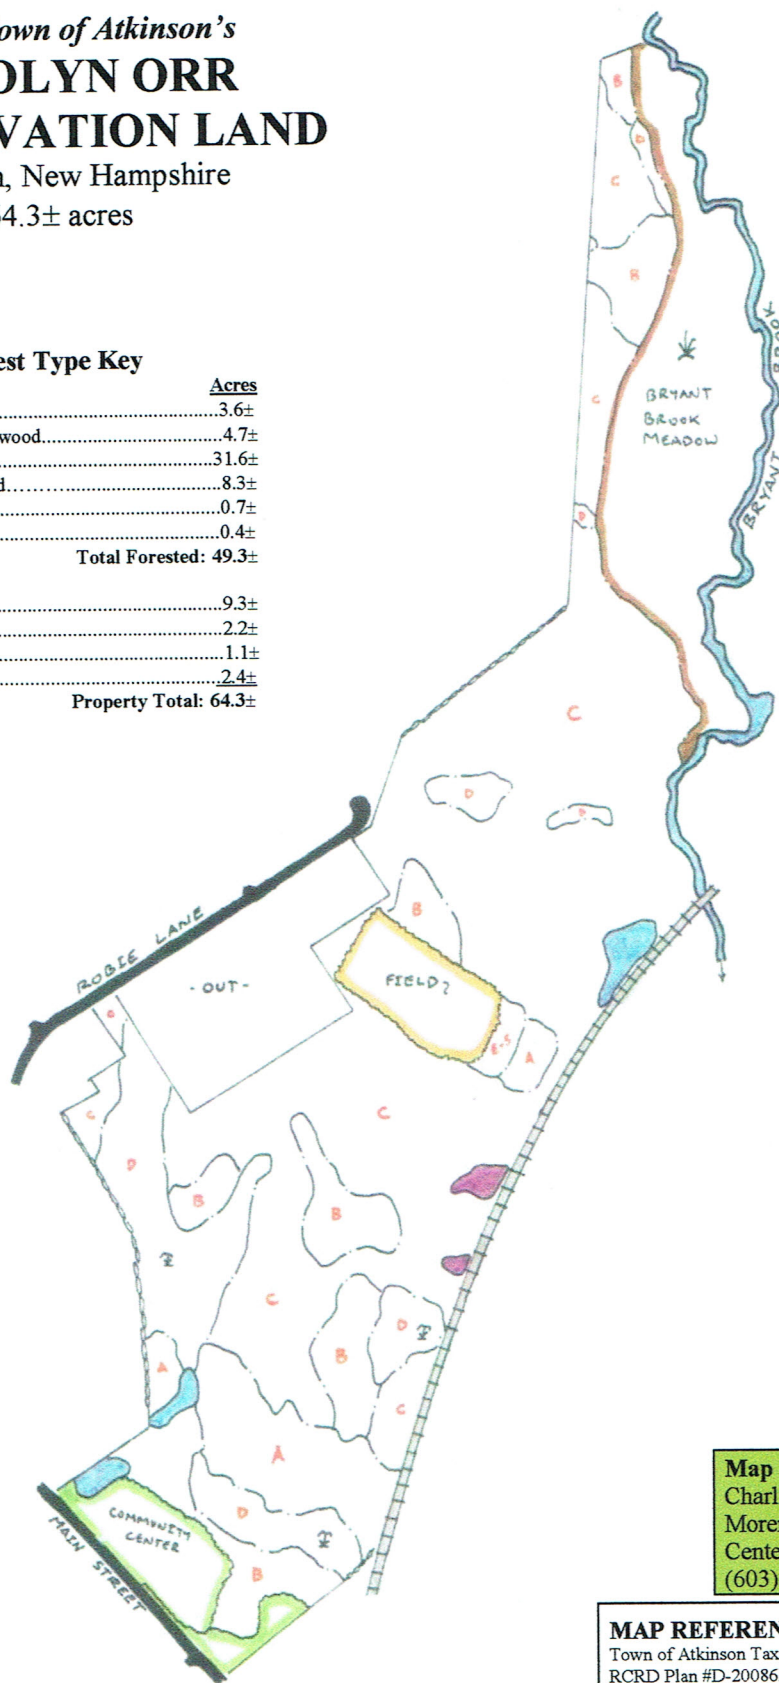 own of Atkinson's
OLYN ORR
VATION LAND
n, New Hampshire
4.3± acres
est Type Key
Acres
3.6±
wood 4.7±
31.6±
d 8.3±
0.7±
0.4±
Total Forested: 49.3±
9.3±
2.2±
1.1±
2.4±
Property Total: 64.3±
B
D
C
B
C
D
BRYANT
BROOK
MEADOW
BRYANT BROOK
C
D
D
B
ROBIE LANE
- OUT -
FIELD?
C
E-5
A
C
C
D
B
B
C
D
B
A
C
A
D
COMMUNITY
CENTER
B
MAIN STREET
Map
Charl
More
Cente
(603)
MAP REFEREN
Town of Atkinson Tax
RCRD Plan #D-20086